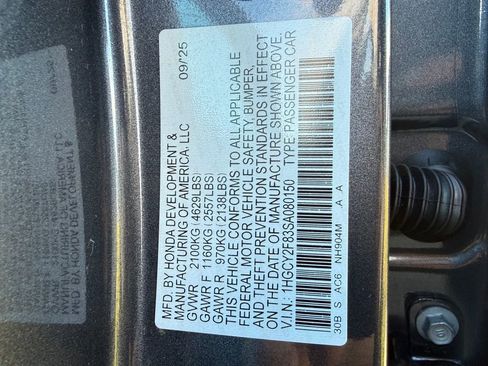 MFD. BY HONDA DEVELOPMENT & 09/25
MANUFACTURING OF AMERICA, LLC
GVWR 2100KG (4629LBS)
GAWR F 1160KG (2557LBS)
GAWR R 970KG (2138LBS)
THIS VEHICLE CONFORMS TO ALL APPLICABLE
FEDERAL MOTOR VEHICLE SAFETY, BUMPER,
AND THEFT PREVENTION STANDARDS IN EFFECT
ON THE DATE OF MANUFACTURE SHOWN ABOVE.
V.I.N: 1HGCY2F83SA080150 TYPE: PASSENGER CAR
30B S AC6 NH904M A A